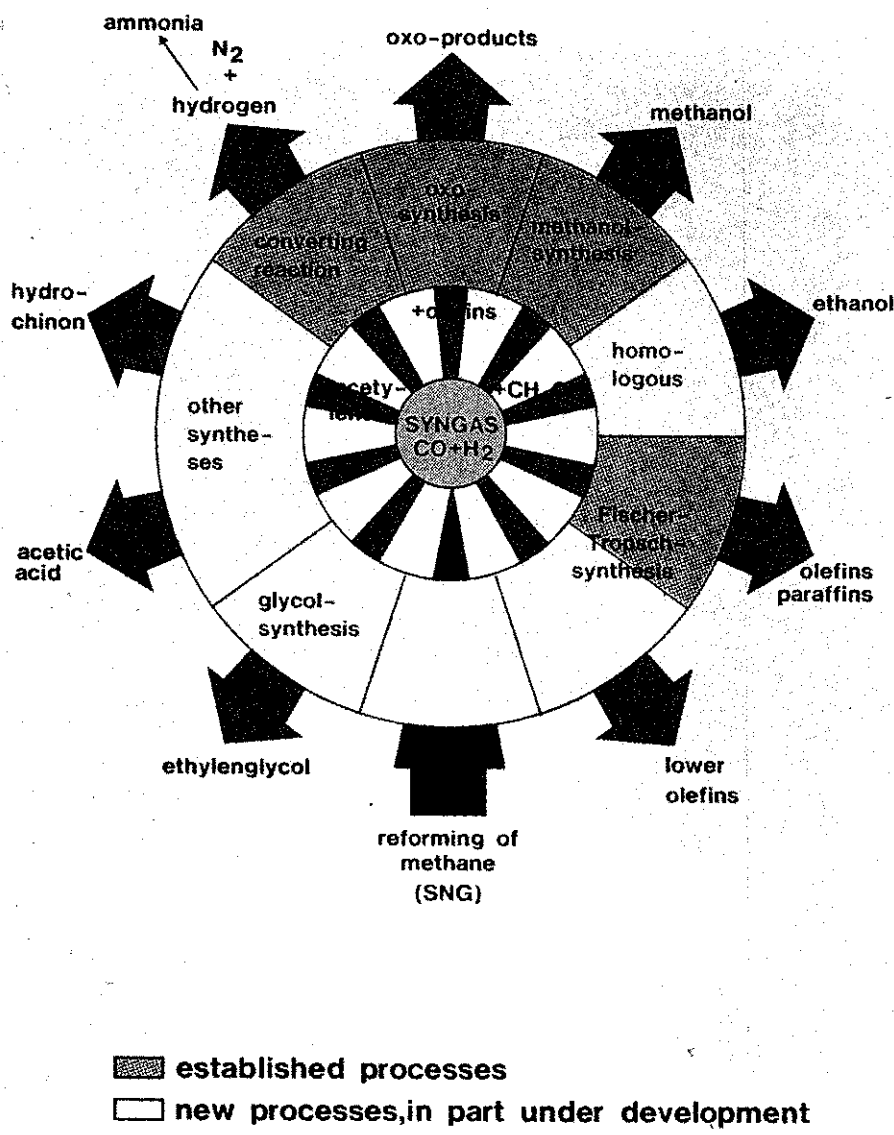 ammonia
N2
+
hydrogen
oxo-products
methanol
oxo-
synthesis
methanol-
synthesis
converting
reaction
hydro-
chinon
ethanol
homo-
logous
other
synthe-
ses
SYNGAS
CO+H2
Fischer-
Tropsch-
synthesis
acetic
acid
olefins
paraffins
glycol-
synthesis
ethylenglycol
lower
olefins
reforming of
methane
(SNG)
established processes
new processes,in part under development